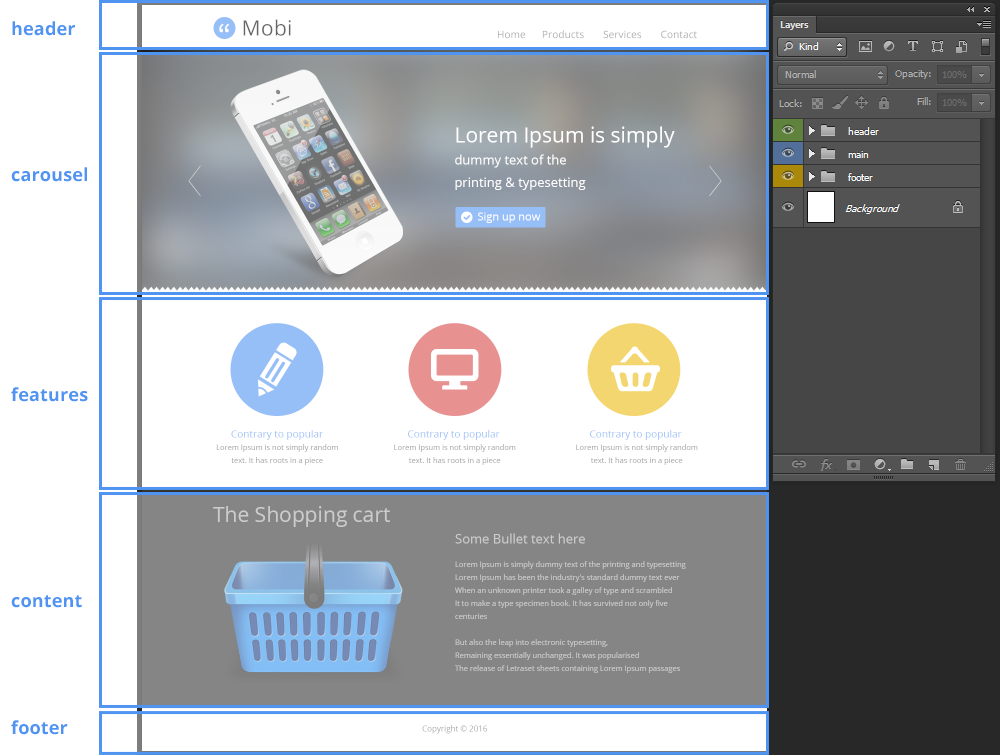 header
Mobi
Home Products Services Contact
carousel
Lorem Ipsum is simply
dummy text of the
printing & typesetting
Sign up now
features
Contrary to popular
Lorem Ipsum is not simply random
text. It has roots in a piece
Contrary to popular
Lorem Ipsum is not simply random
text. It has roots in a piece
Contrary to popular
Lorem Ipsum is not simply random
text. It has roots in a piece
content
The Shopping cart
Some Bullet text here
Lorem Ipsum is simply dummy text of the printing and typesetting
Lorem Ipsum has been the industry's standard dummy text ever
When an unknown printer took a galley of type and scrambled
It to make a type specimen book. It has survived not only five
centuries
But also the leap into electronic typesetting,
Remaining essentially unchanged. It was popularised
The release of Letraset sheets containing Lorem Ipsum passages
footer
Copyright © 2016
Layers
Kind
Normal Opacity: 100%
Lock: Fill: 100%
header
main
footer
Background
fx